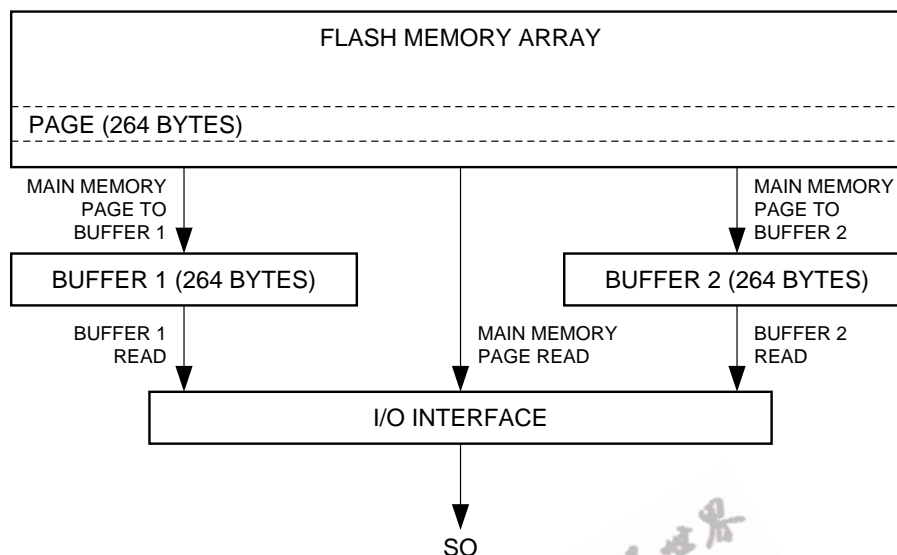 FLASH MEMORY ARRAY
PAGE (264 BYTES)
MAIN MEMORY
PAGE TO
BUFFER 1
MAIN MEMORY
PAGE TO
BUFFER 2
BUFFER 1 (264 BYTES)
BUFFER 2 (264 BYTES)
BUFFER 1
READ
MAIN MEMORY
PAGE READ
BUFFER 2
READ
I/O INTERFACE
SO
世界